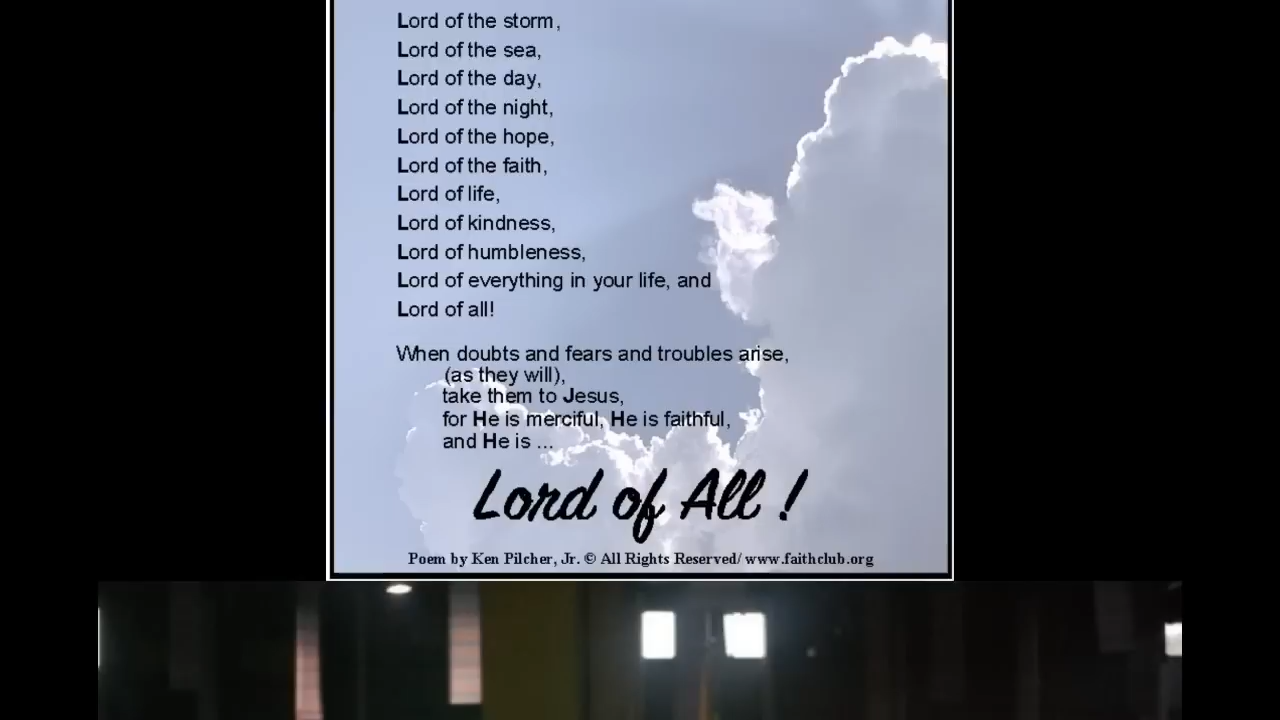 Lord of the storm,
Lord of the sea,
Lord of the day,
Lord of the night,
Lord of the hope,
Lord of the faith,
Lord of life,
Lord of kindness,
Lord of humbleness,
Lord of everything in your life, and
Lord of all!
When doubts and fears and troubles arise,
(as they will),
take them to Jesus,
for He is merciful, He is faithful,
and He is ...
Lord of All !
Poem by Ken Pilcher, Jr. © All Rights Reserved/ www.faithclub.org